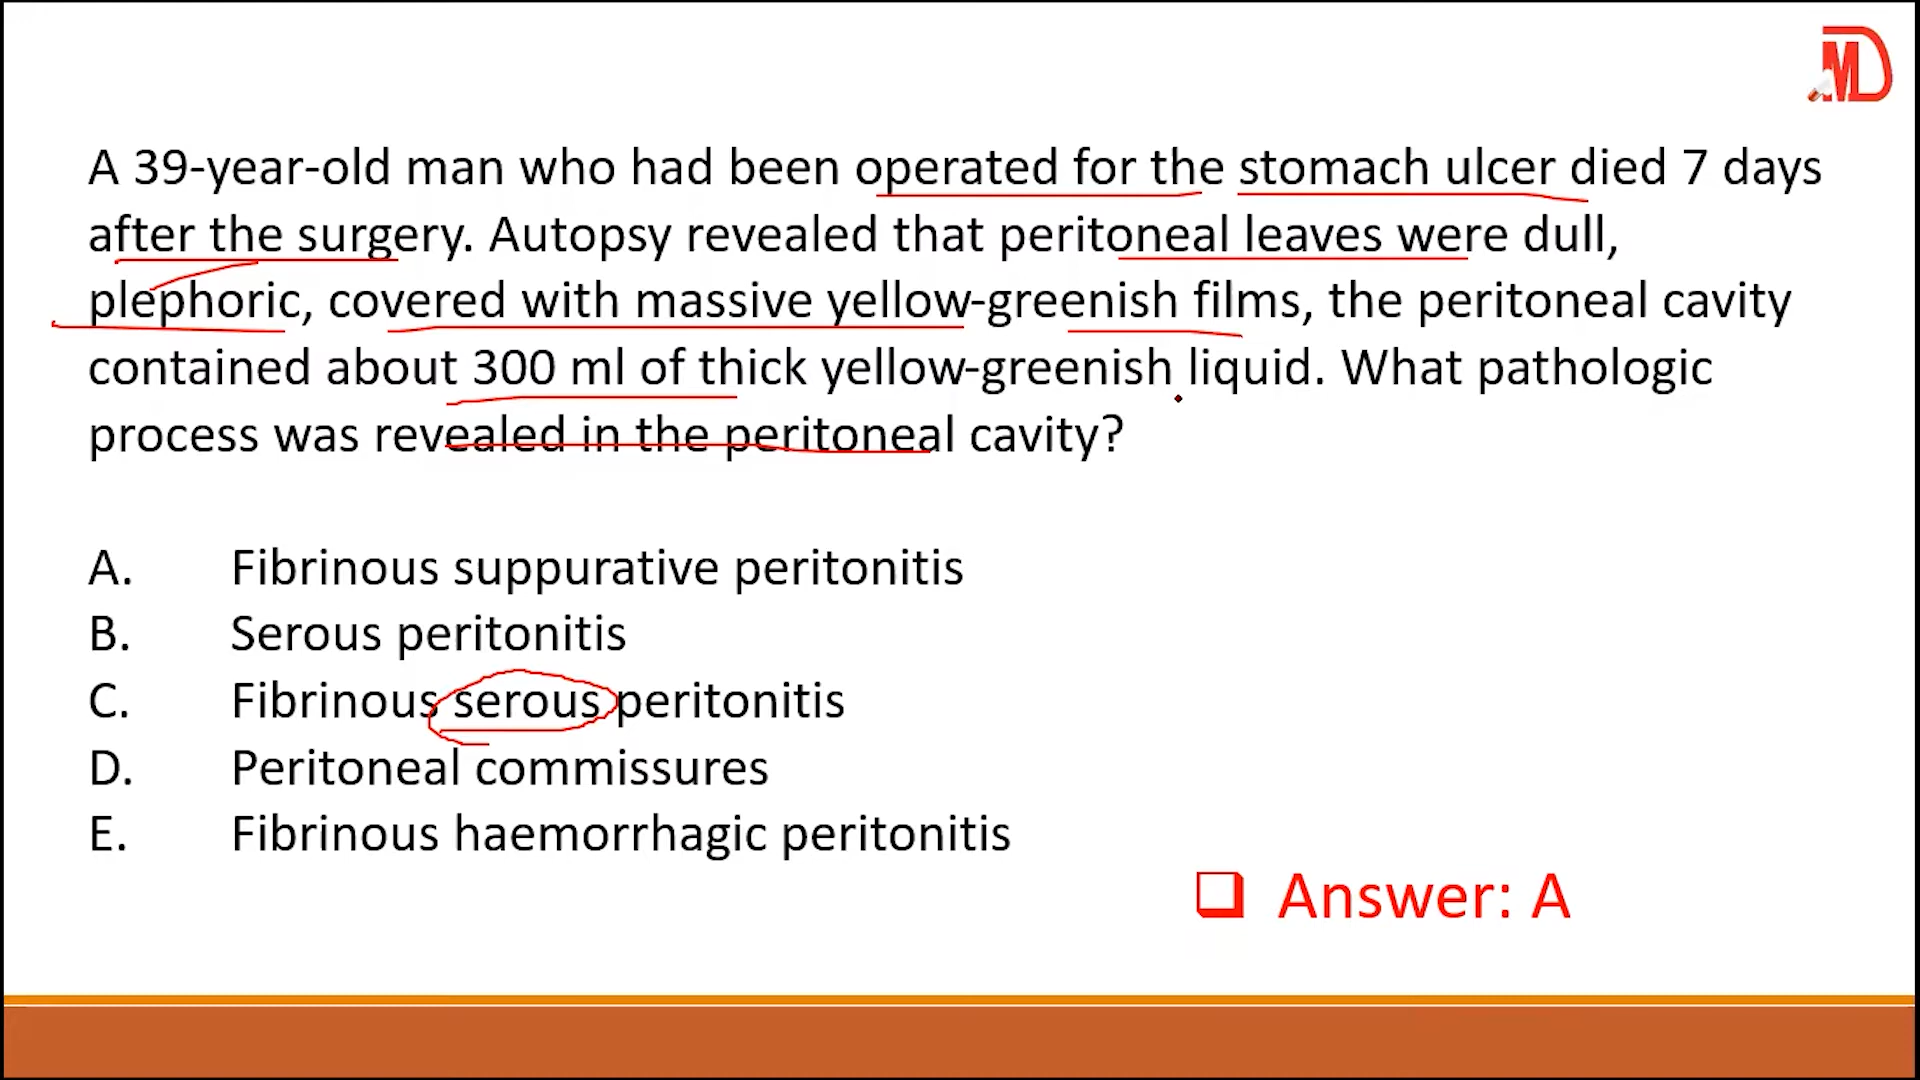 MD
A 39-year-old man who had been operated for the stomach ulcer died 7 days
after the surgery. Autopsy revealed that peritoneal leaves were dull,
plephoric, covered with massive yellow-greenish films, the peritoneal cavity
contained about 300 ml of thick yellow-greenish liquid. What pathologic
process was revealed in the peritoneal cavity?
A. Fibrinous suppurative peritonitis
B. Serous peritonitis
C. Fibrinous serous peritonitis
D. Peritoneal commissures
E. Fibrinous haemorrhagic peritonitis
❑ Answer: A